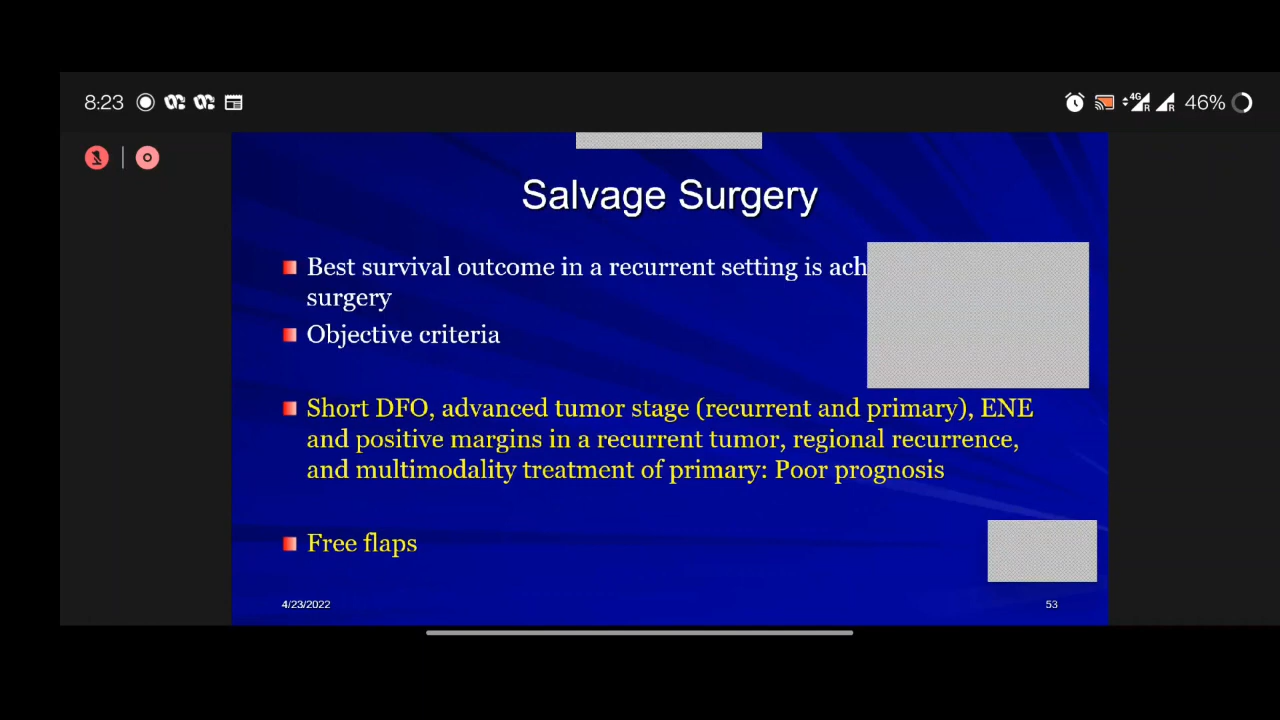 8:23
4G
R
R
46%
Salvage Surgery
Best survival outcome in a recurrent setting is
surgery
Objective criteria
Short DFO, advanced tumor stage (recurrent and primary), ENE
and positive margins in a recurrent tumor, regional recurrence,
and multimodality treatment of primary: Poor prognosis
Free flaps
4/23/2022
53